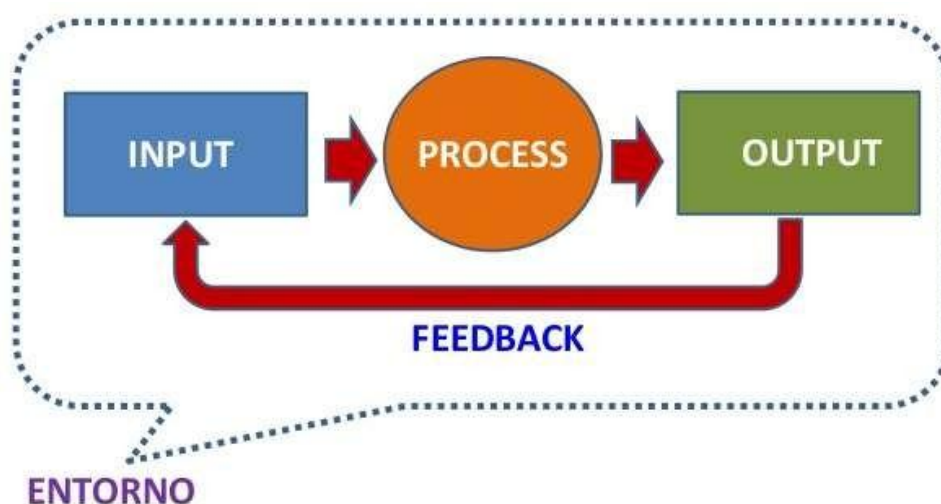 INPUT
PROCESS
OUTPUT
FEEDBACK
ENTORNO